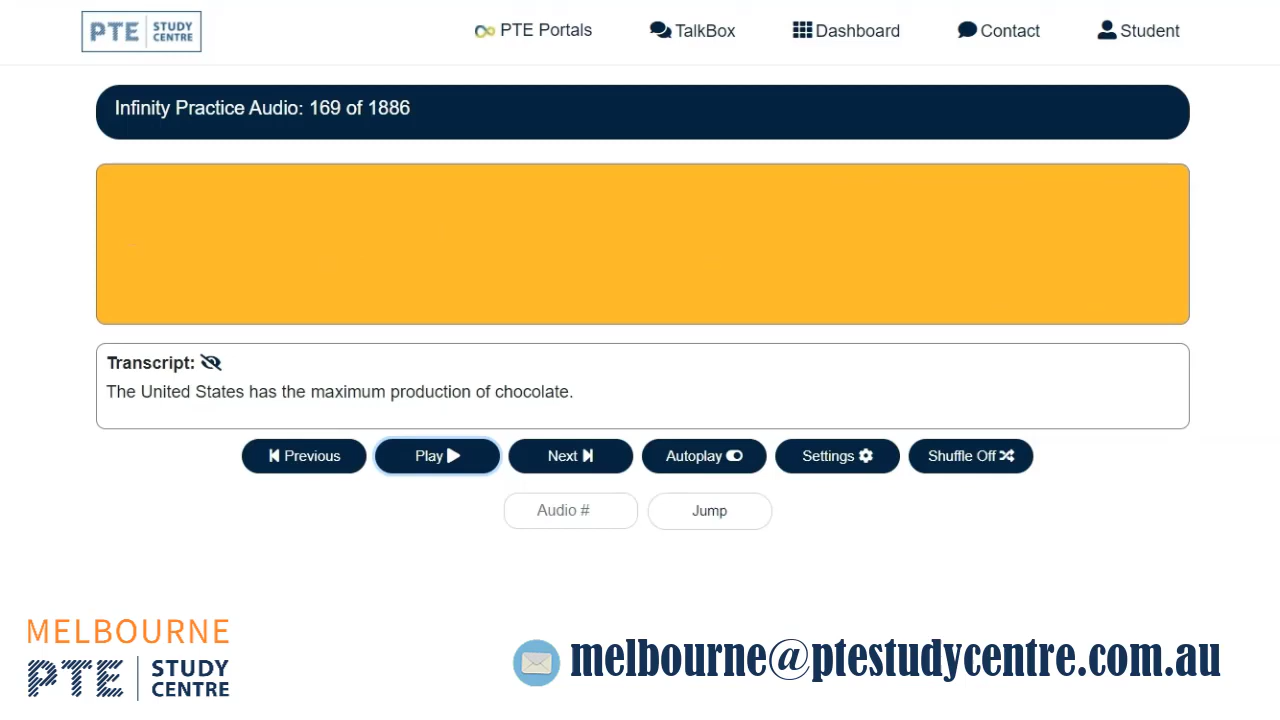 PTE STUDY CENTRE
PTE Portals TalkBox Dashboard Contact Student
Infinity Practice Audio: 169 of 1886
Transcript:
The United States has the maximum production of chocolate.
Previous Play Next Autoplay Settings Shuffle Off
Audio # Jump
MELBOURNE
PTE STUDY CENTRE
melbourne@ptestudycentre.com.au